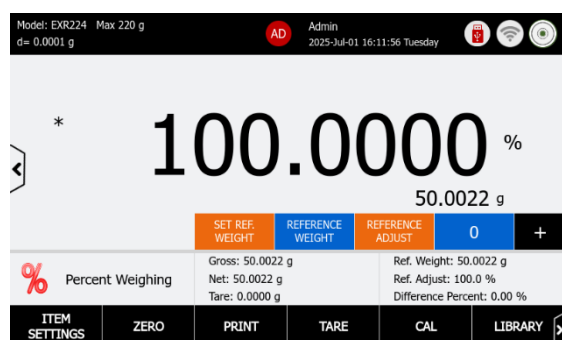 Model: EXR224 Max 220 g
d= 0.0001 g
AD
Admin
2025-Jul-01 16:11:56 Tuesday
*
100.0000 %
50.0022 g
SET REF. WEIGHT
REFERENCE WEIGHT
REFERENCE ADJUST
0
+
% Percent Weighing
Gross: 50.0022 g
Net: 50.0022 g
Tare: 0.0000 g
Ref. Weight: 50.0022 g
Ref. Adjust: 100.0 %
Difference Percent: 0.00 %
ITEM SETTINGS
ZERO
PRINT
TARE
CAL
LIBRARY